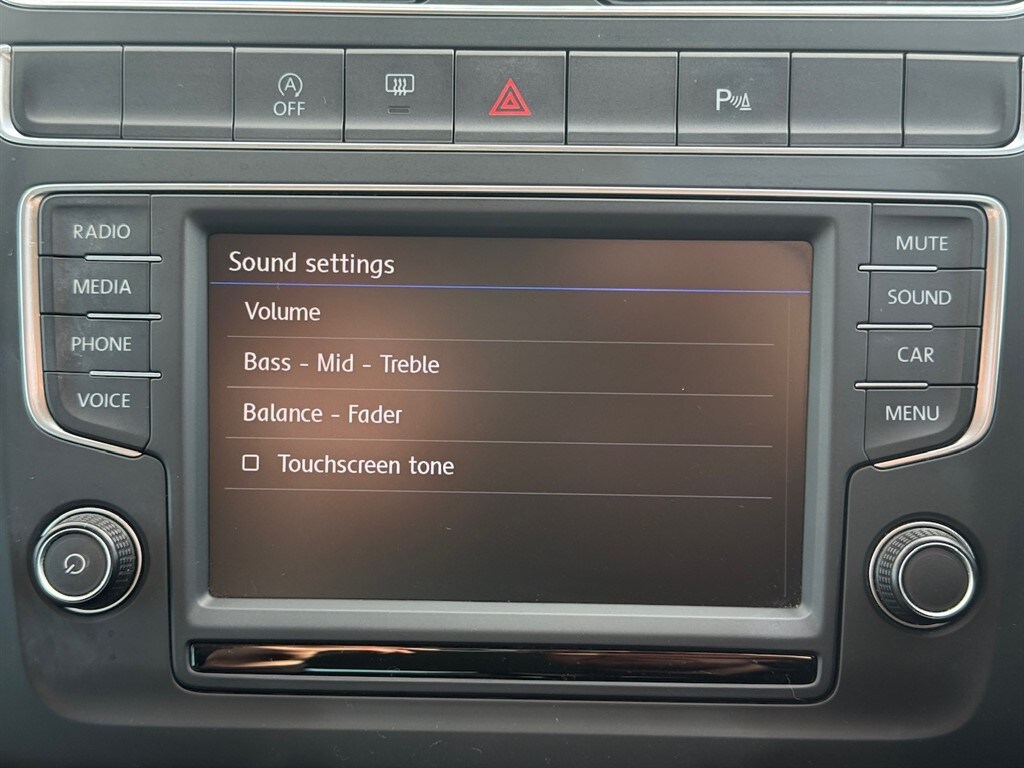 A
OFF
P
RADIO
MEDIA
PHONE
VOICE
Sound settings
Volume
Bass - Mid - Treble
Balance - Fader
Touchscreen tone
MUTE
SOUND
CAR
MENU